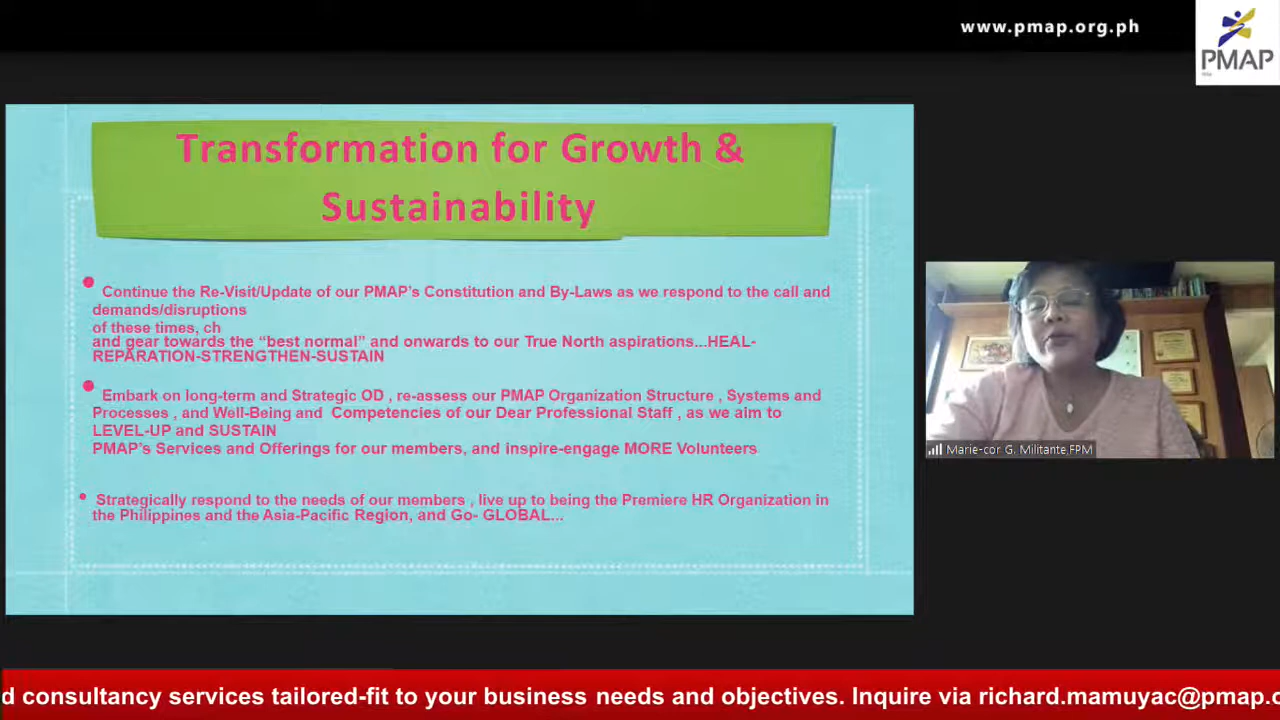 www.pmap.org.ph
PMAP
Transformation for Growth &
Sustainability
• Continue the Re-Visit/Update of our PMAP's Constitution and By-Laws as we respond to the call and
demands/disruptions
of these times, ch
and gear towards the “best normal” and onwards to our True North aspirations...HEAL-
REPARATION-STRENGTHEN-SUSTAIN
• Embark on long-term and Strategic OD , re-assess our PMAP Organization Structure , Systems and
Processes , and Well-Being and Competencies of our Dear Professional Staff , as we aim to
LEVEL-UP and SUSTAIN
PMAP's Services and Offerings for our members, and inspire-engage MORE Volunteers
• Strategically respond to the needs of our members , live up to being the Premiere HR Organization in
the Philippines and the Asia-Pacific Region, and Go- GLOBAL...
Marie-cor G. Militante,FPM
d consultancy services tailored-fit to your business needs and objectives. Inquire via richard.mamuyac@pmap.o